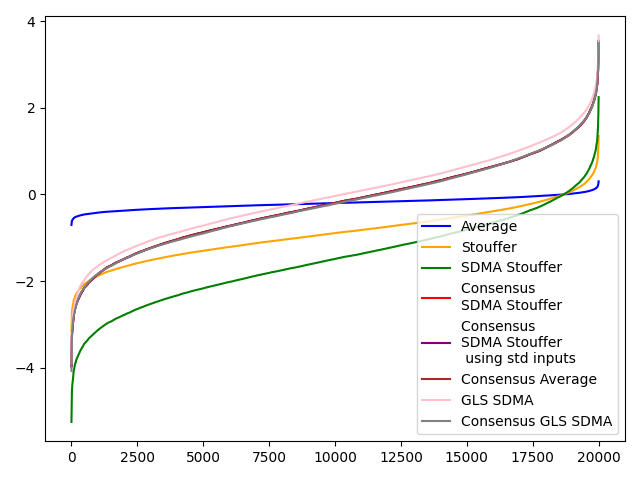 4
2
0
−2
−4
0
2500
5000
7500
10000
12500
15000
17500
20000
Average
Stouffer
SDMA Stouffer
Consensus
SDMA Stouffer
Consensus
SDMA Stouffer
using std inputs
Consensus Average
GLS SDMA
Consensus GLS SDMA